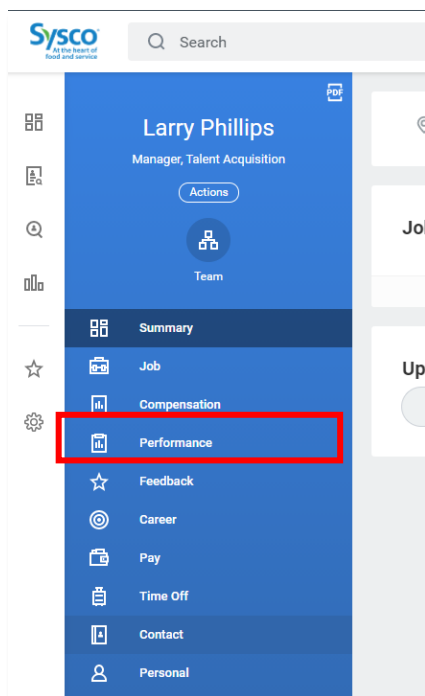 Sysco
At the heart of
food and service
Search
PDF
Larry Phillips
Manager, Talent Acquisition
Actions
Team
Summary
Job
Compensation
Performance
Feedback
Career
Pay
Time Off
Contact
Personal
Up